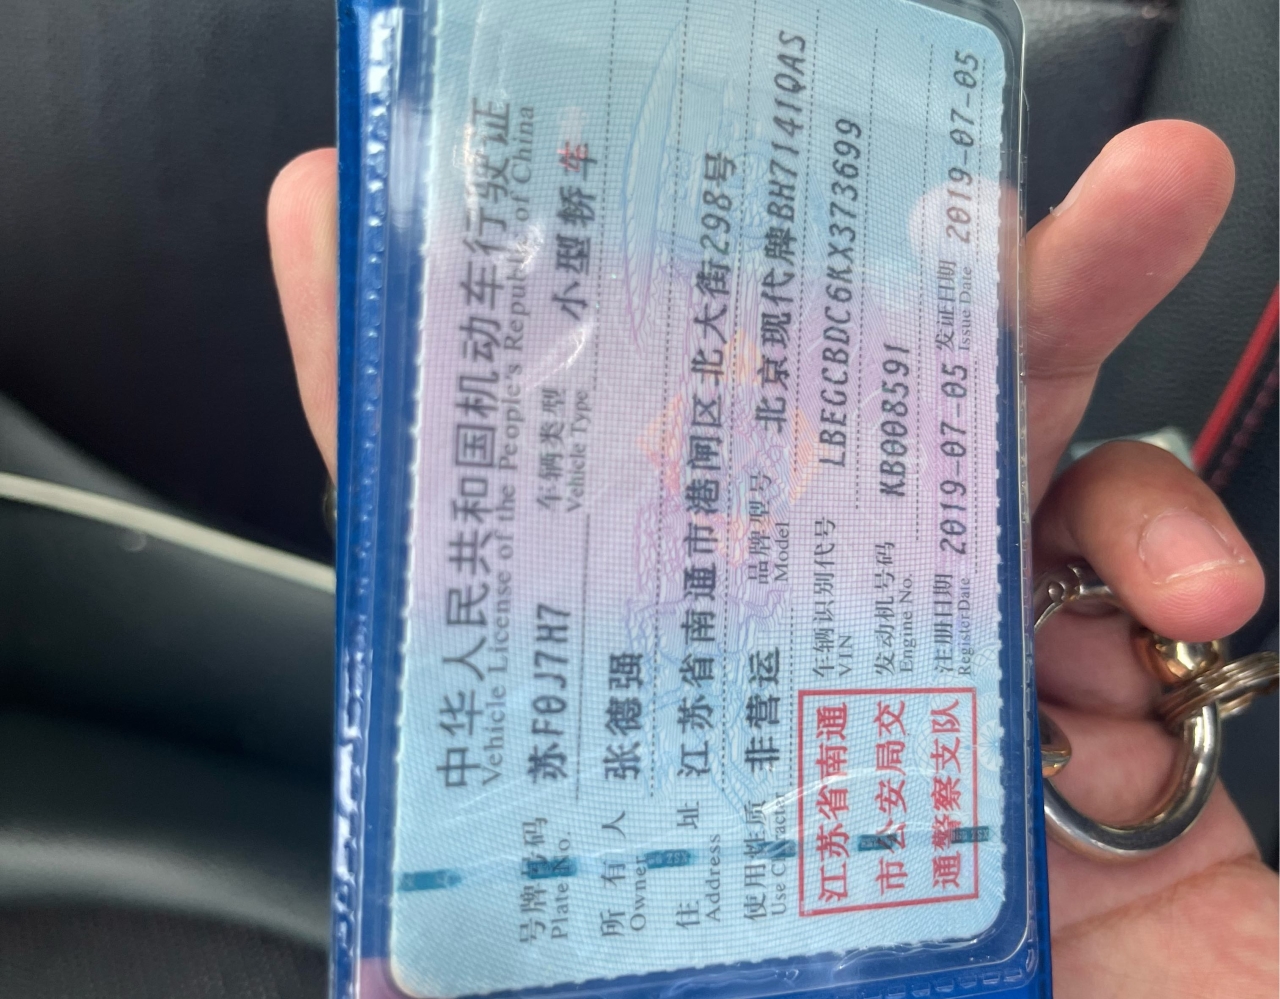 中华人民共和国机动车行驶证
Vehicle License of the People's Republic of China
号牌号码 苏F0J7H7 车辆类型 小型轿车
Plate No. Vehicle Type
所有人 张德强
Owner
住址 江苏省南通市港闸区北大街298号
Address
使用性质 非营运 品牌型号 北京现代牌BH7141QAS
Use Character Model
江苏省南通
市公安局交
通警察支队
车辆识别代号 LBEGCBDC6KX373699
VIN
发动机号码 KB008591
Engine No.
注册日期 2019-07-05 发证日期 2019-07-05
Register Date Issue Date